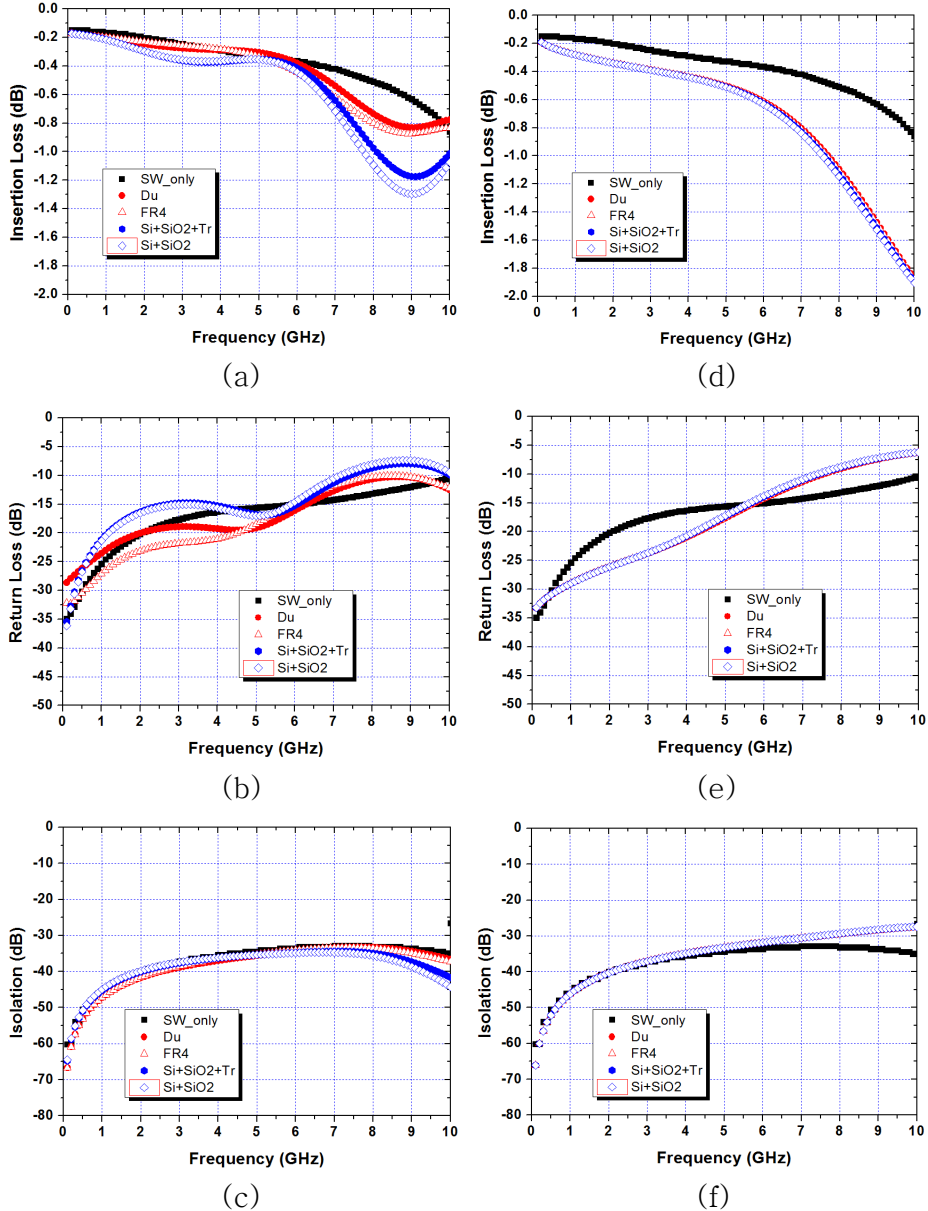 0.0
-0.2
-0.4
-0.6
-0.8
-1.0
-1.2
-1.4
-1.6
-1.8
-2.0
Insertion Loss (dB)
SW_only
Du
FR4
Si+SiO2+Tr
Si+SiO2
0 1 2 3 4 5 6 7 8 9 10
Frequency (GHz)
(a)
0.0
-0.2
-0.4
-0.6
-0.8
-1.0
-1.2
-1.4
-1.6
-1.8
-2.0
Insertion Loss (dB)
SW_only
Du
FR4
Si+SiO2+Tr
Si+SiO2
0 1 2 3 4 5 6 7 8 9 10
Frequency (GHz)
(d)
0
-5
-10
-15
-20
-25
-30
-35
-40
-45
-50
Return Loss (dB)
SW_only
Du
FR4
Si+SiO2+Tr
Si+SiO2
0 1 2 3 4 5 6 7 8 9 10
Frequency (GHz)
(b)
0
-5
-10
-15
-20
-25
-30
-35
-40
-45
-50
Return Loss (dB)
SW_only
Du
FR4
Si+SiO2+Tr
Si+SiO2
0 1 2 3 4 5 6 7 8 9 10
Frequency (GHz)
(e)
0
-10
-20
-30
-40
-50
-60
-70
-80
Isolation (dB)
SW_only
Du
FR4
Si+SiO2+Tr
Si+SiO2
0 1 2 3 4 5 6 7 8 9 10
Frequency (GHz)
(c)
0
-10
-20
-30
-40
-50
-60
-70
-80
Isolation (dB)
SW_only
Du
FR4
Si+SiO2+Tr
Si+SiO2
0 1 2 3 4 5 6 7 8 9 10
Frequency (GHz)
(f)